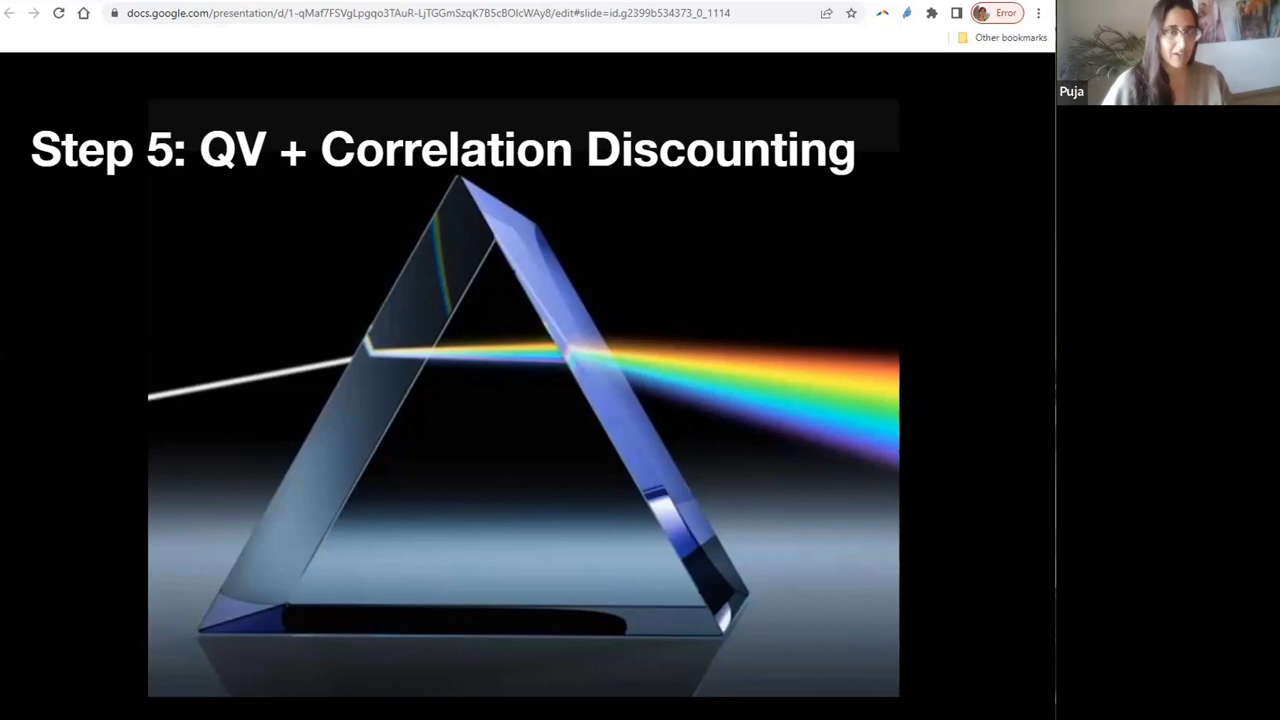 docs.google.com/presentation/d/1-qMaf7FSVgLpgqo3TAuR-LjTGGmSzqK7B5cBOIcWAy8/edit#slide=id.g2399b534373_0_1114
Error
Other bookmarks
Puja
Step 5: QV + Correlation Discounting